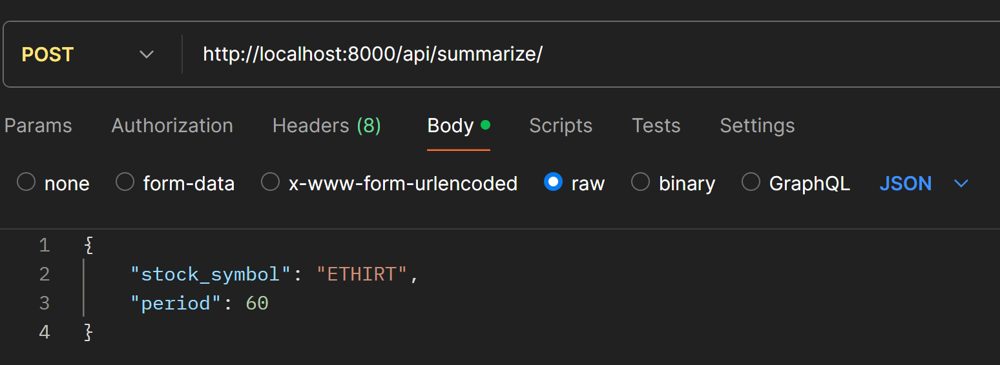 POST http://localhost:8000/api/summarize/
Params Authorization Headers (8) Body Scripts Tests Settings
none form-data x-www-form-urlencoded raw binary GraphQL JSON
1 {
2 "stock_symbol": "ETHIRT",
3 "period": 60
4 }